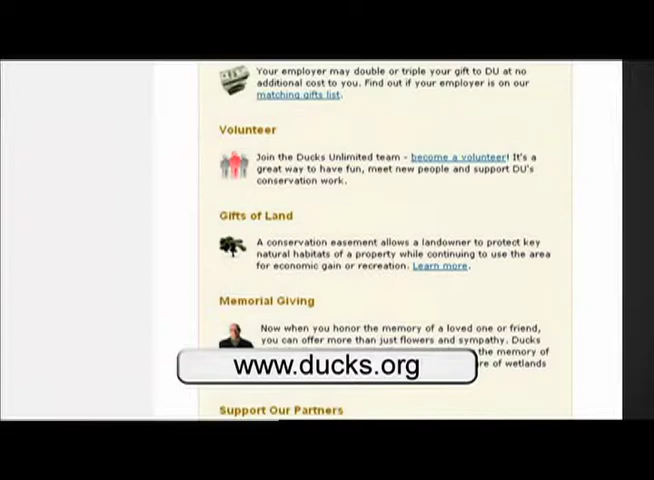 Your employer may double or triple your gift to DU at no
additional cost to you. Find out if your employer is on our
matching gifts list.
Volunteer
Join the Ducks Unlimited team - become a volunteer! It's a
great way to have fun, meet new people and support DU's
conservation work.
Gifts of Land
A conservation easement allows a landowner to protect key
natural habitats of a property while continuing to use the area
for economic gain or recreation. Learn more.
Memorial Giving
Now when you honor the memory of a loved one or friend,
you can offer more than just flowers and sympathy. Ducks
the memory of
www.ducks.org
of wetlands
Support Our Partners